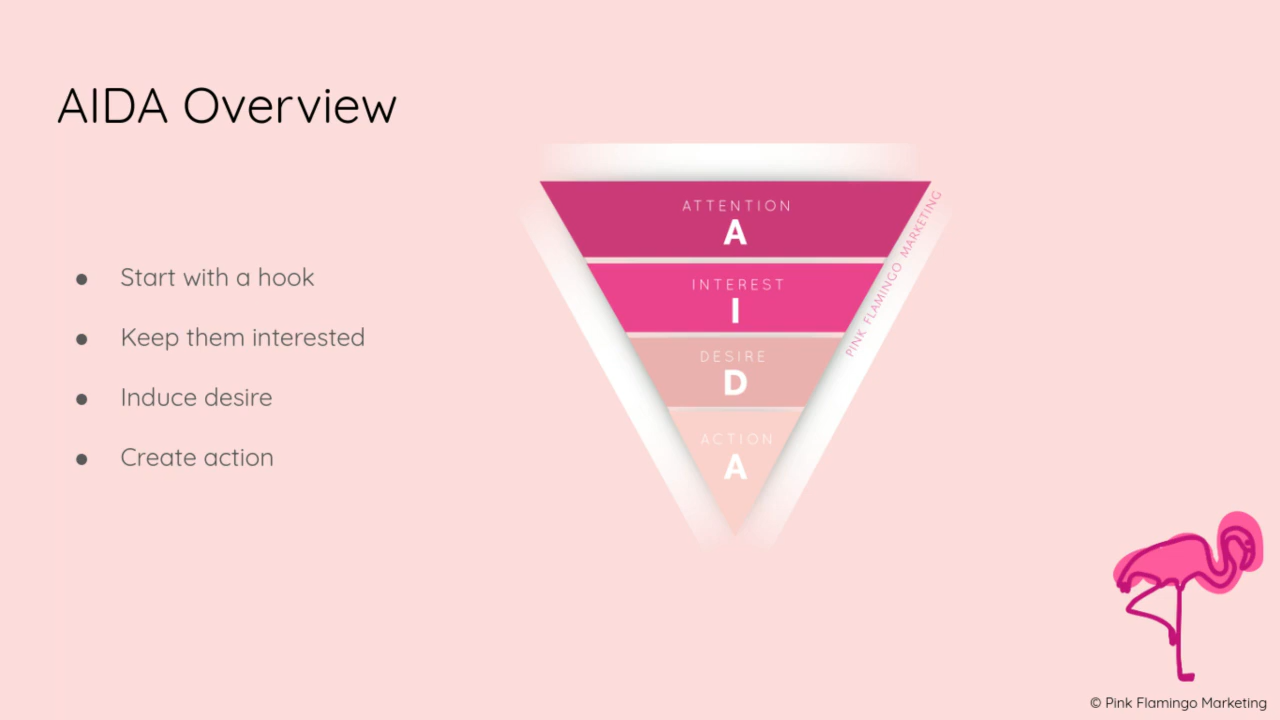 AIDA Overview
● Start with a hook
● Keep them interested
● Induce desire
● Create action
ATTENTION
A
INTEREST
I
DESIRE
D
ACTION
A
PINK FLAMINGO MARKETING
© Pink Flamingo Marketing